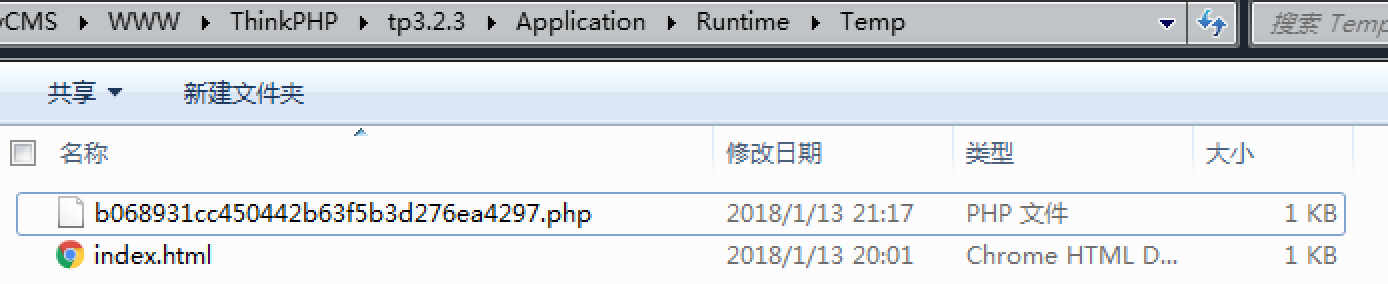 CMS ▸ WWW ▸ ThinkPHP ▸ tp3.2.3 ▸ Application ▸ Runtime ▸ Temp 搜索 Temp
共享 新建文件夹
名称 修改日期 类型 大小
b068931cc450442b63f5b3d276ea4297.php 2018/1/13 21:17 PHP 文件 1 KB
index.html 2018/1/13 20:01 Chrome HTML D... 1 KB